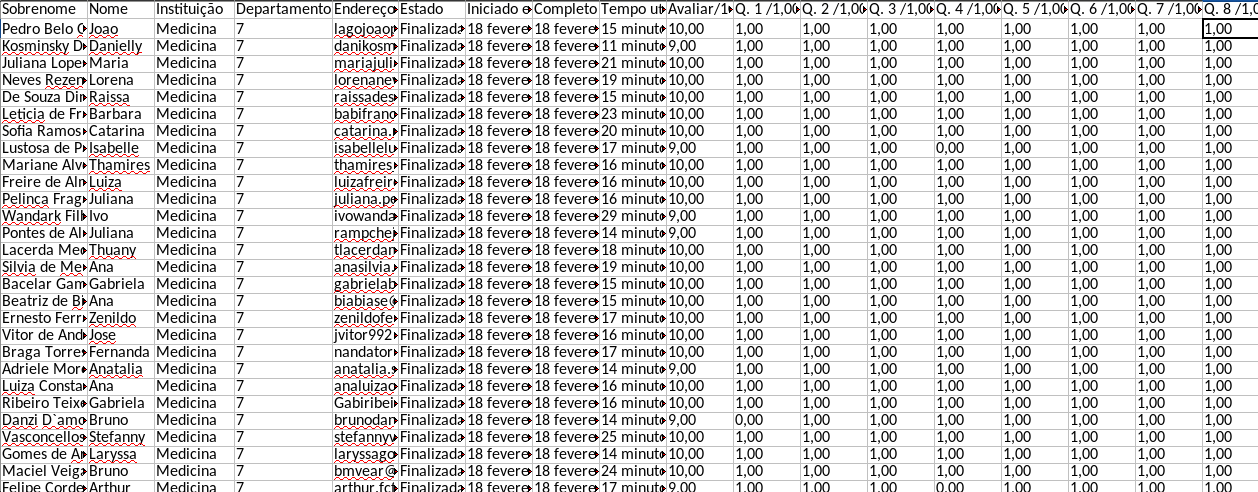 Sobrenome Nome Instituição Departamento Endereço Estado Iniciado e Completo Tempo ut Avaliar/1 Q. 1 /1,00 Q. 2 /1,00 Q. 3 /1,00 Q. 4 /1,00 Q. 5 /1,00 Q. 6 /1,00 Q. 7 /1,00 Q. 8 /1,0
Pedro Belo Joao Medicina 7 lagojoaop Finalizada 18 fevere 18 fevere 15 minuto 10,00 1,00 1,00 1,00 1,00 1,00 1,00 1,00 1,00
Kosminsky D Danielly Medicina 7 danikosm Finalizada 18 fevere 18 fevere 11 minuto 9,00 1,00 1,00 1,00 1,00 1,00 1,00 1,00 1,00
Juliana Lope Maria Medicina 7 mariajuli Finalizada 18 fevere 18 fevere 21 minuto 10,00 1,00 1,00 1,00 1,00 1,00 1,00 1,00 1,00
Neves Rezen Lorena Medicina 7 lorenane Finalizada 18 fevere 18 fevere 19 minuto 10,00 1,00 1,00 1,00 1,00 1,00 1,00 1,00 1,00
De Souza Din Raissa Medicina 7 raissades Finalizada 18 fevere 18 fevere 15 minuto 10,00 1,00 1,00 1,00 1,00 1,00 1,00 1,00 1,00
Leticia de Fr Barbara Medicina 7 babifrano Finalizada 18 fevere 18 fevere 23 minuto 10,00 1,00 1,00 1,00 1,00 1,00 1,00 1,00 1,00
Sofia Ramos Catarina Medicina 7 catarina. Finalizada 18 fevere 18 fevere 20 minuto 10,00 1,00 1,00 1,00 1,00 1,00 1,00 1,00 1,00
Lustosa de P Isabelle Medicina 7 isabellelu Finalizada 18 fevere 18 fevere 17 minuto 9,00 1,00 1,00 1,00 0,00 1,00 1,00 1,00 1,00
Mariane Alv Thamires Medicina 7 thamires Finalizada 18 fevere 18 fevere 16 minuto 10,00 1,00 1,00 1,00 1,00 1,00 1,00 1,00 1,00
Freire de Alm Luiza Medicina 7 luizafreir Finalizada 18 fevere 18 fevere 16 minuto 10,00 1,00 1,00 1,00 1,00 1,00 1,00 1,00 1,00
Pelinca Frag Juliana Medicina 7 juliana.pe Finalizada 18 fevere 18 fevere 16 minuto 10,00 1,00 1,00 1,00 1,00 1,00 1,00 1,00 1,00
Wandark Fill Ivo Medicina 7 ivowanda Finalizada 18 fevere 18 fevere 29 minuto 9,00 1,00 1,00 1,00 1,00 1,00 1,00 1,00 1,00
Pontes de Al Juliana Medicina 7 rampche Finalizada 18 fevere 18 fevere 14 minuto 9,00 1,00 1,00 1,00 1,00 1,00 1,00 1,00 1,00
Lacerda Me Thuany Medicina 7 tlacerdan Finalizada 18 fevere 18 fevere 18 minuto 10,00 1,00 1,00 1,00 1,00 1,00 1,00 1,00 1,00
Silvia de Me Ana Medicina 7 anasilvia. Finalizada 18 fevere 18 fevere 19 minuto 10,00 1,00 1,00 1,00 1,00 1,00 1,00 1,00 1,00
Bacelar Gam Gabriela Medicina 7 gabrielab Finalizada 18 fevere 18 fevere 15 minuto 10,00 1,00 1,00 1,00 1,00 1,00 1,00 1,00 1,00
Beatriz de Bi Ana Medicina 7 biabiase Finalizada 18 fevere 18 fevere 15 minuto 10,00 1,00 1,00 1,00 1,00 1,00 1,00 1,00 1,00
Ernesto Ferr Zenildo Medicina 7 zenildofe Finalizada 18 fevere 18 fevere 17 minuto 10,00 1,00 1,00 1,00 1,00 1,00 1,00 1,00 1,00
Vitor de And Jose Medicina 7 jvitor992 Finalizada 18 fevere 18 fevere 16 minuto 10,00 1,00 1,00 1,00 1,00 1,00 1,00 1,00 1,00
Braga Torre Fernanda Medicina 7 nandator Finalizada 18 fevere 18 fevere 17 minuto 10,00 1,00 1,00 1,00 1,00 1,00 1,00 1,00 1,00
Adriele Mor Anatalia Medicina 7 anatalia. Finalizada 18 fevere 18 fevere 14 minuto 9,00 1,00 1,00 1,00 1,00 1,00 1,00 1,00 1,00
Luiza Consta Ana Medicina 7 analuizao Finalizada 18 fevere 18 fevere 16 minuto 10,00 1,00 1,00 1,00 1,00 1,00 1,00 1,00 1,00
Ribeiro Teix Gabriela Medicina 7 Gabiribei Finalizada 18 fevere 18 fevere 16 minuto 10,00 1,00 1,00 1,00 1,00 1,00 1,00 1,00 1,00
Danzi D`amo Bruno Medicina 7 brunodan Finalizada 18 fevere 18 fevere 14 minuto 9,00 0,00 1,00 1,00 1,00 1,00 1,00 1,00 1,00
Vasconcellos Stefanny Medicina 7 stefannyv Finalizada 18 fevere 18 fevere 25 minuto 10,00 1,00 1,00 1,00 1,00 1,00 1,00 1,00 1,00
Gomes de A Laryssa Medicina 7 laryssago Finalizada 18 fevere 18 fevere 14 minuto 10,00 1,00 1,00 1,00 1,00 1,00 1,00 1,00 1,00
Maciel Veig Bruno Medicina 7 bmvear@ Finalizada 18 fevere 18 fevere 24 minuto 10,00 1,00 1,00 1,00 1,00 1,00 1,00 1,00 1,00
Felipe Corde Arthur Medicina 7 arthur.fct Finalizada 18 fevere 18 fevere 17 minuto 9,00 1,00 1,00 1,00 0,00 1,00 1,00 1,00 1,00